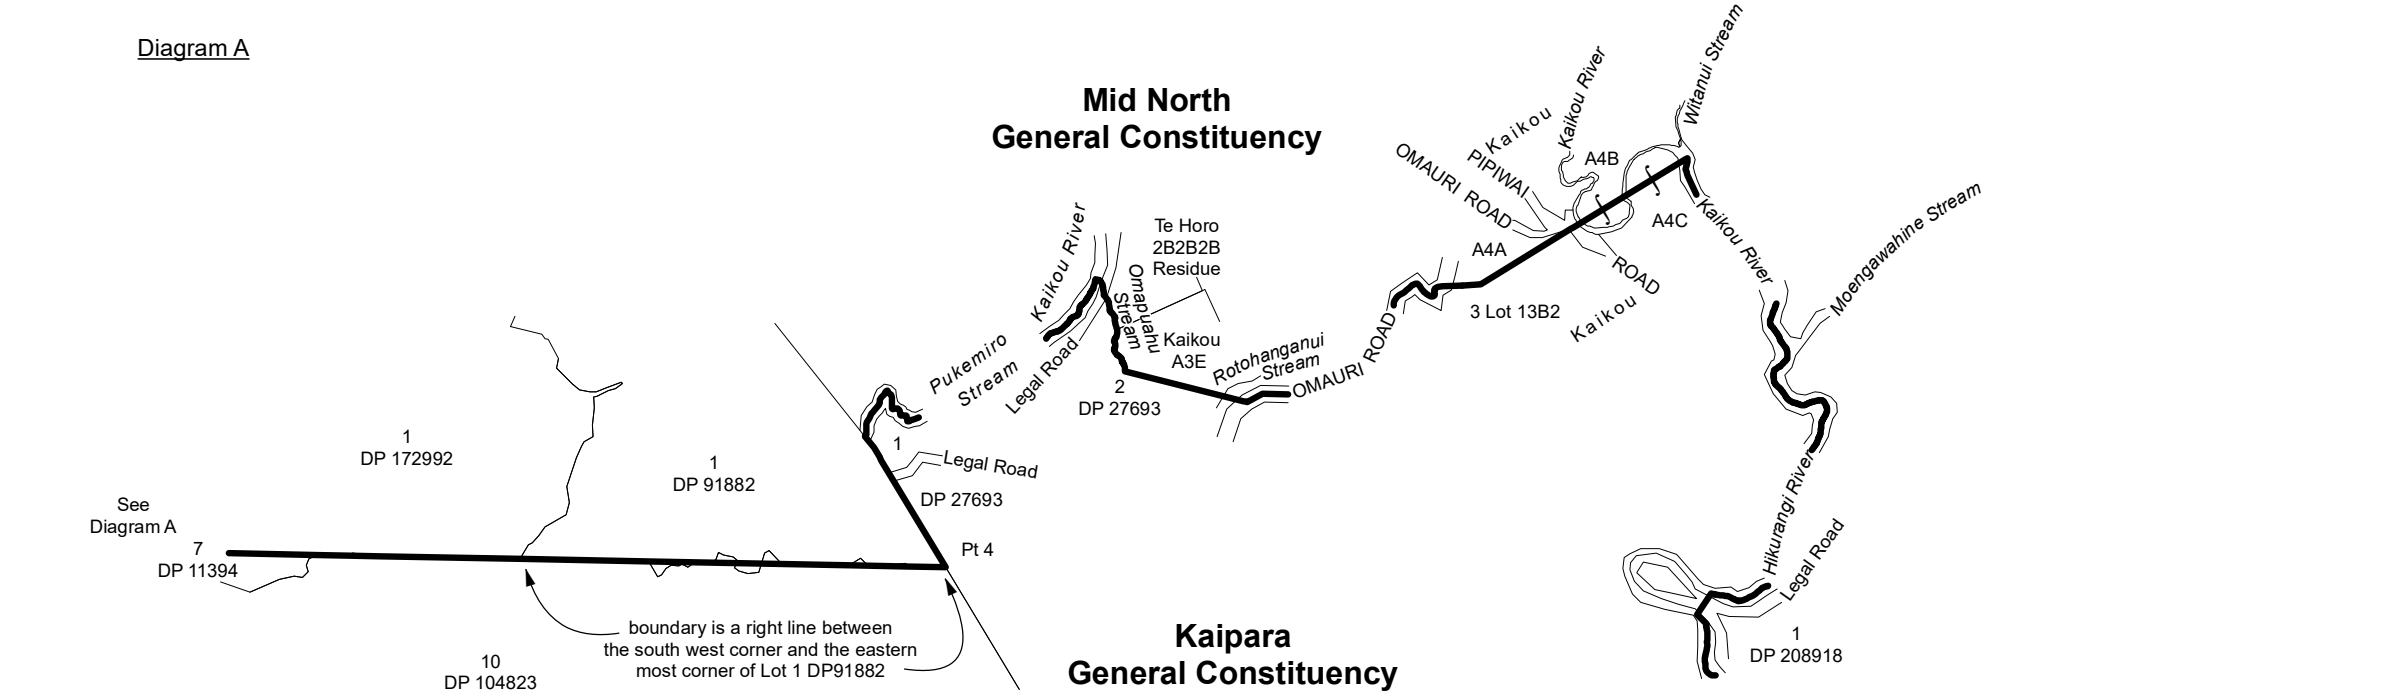 Diagram A
Mid North
General Constituency
Witanui Stream
Kaikou River
Kaikou
PIPIWAI
OMAURI ROAD
A4B
A4C
A4A
ROAD
Kaikou
3 Lot 13B2
Kaikou River
Moengawahine Stream
Te Horo
2B2B2B
Residue
Kaikou River
Omapuahu
Stream
Kaikou
A3E
Rotohanganui
Stream
OMAURI ROAD
Pukemiro
Stream
Legal Road
2
DP 27693
1
DP 172992
1
DP 91882
1
Legal Road
DP 27693
See
Diagram A
7
DP 11394
Pt 4
Hikurangi River
Legal Road
boundary is a right line between
the south west corner and the eastern
most corner of Lot 1 DP91882
10
DP 104823
Kaipara
General Constituency
1
DP 208918